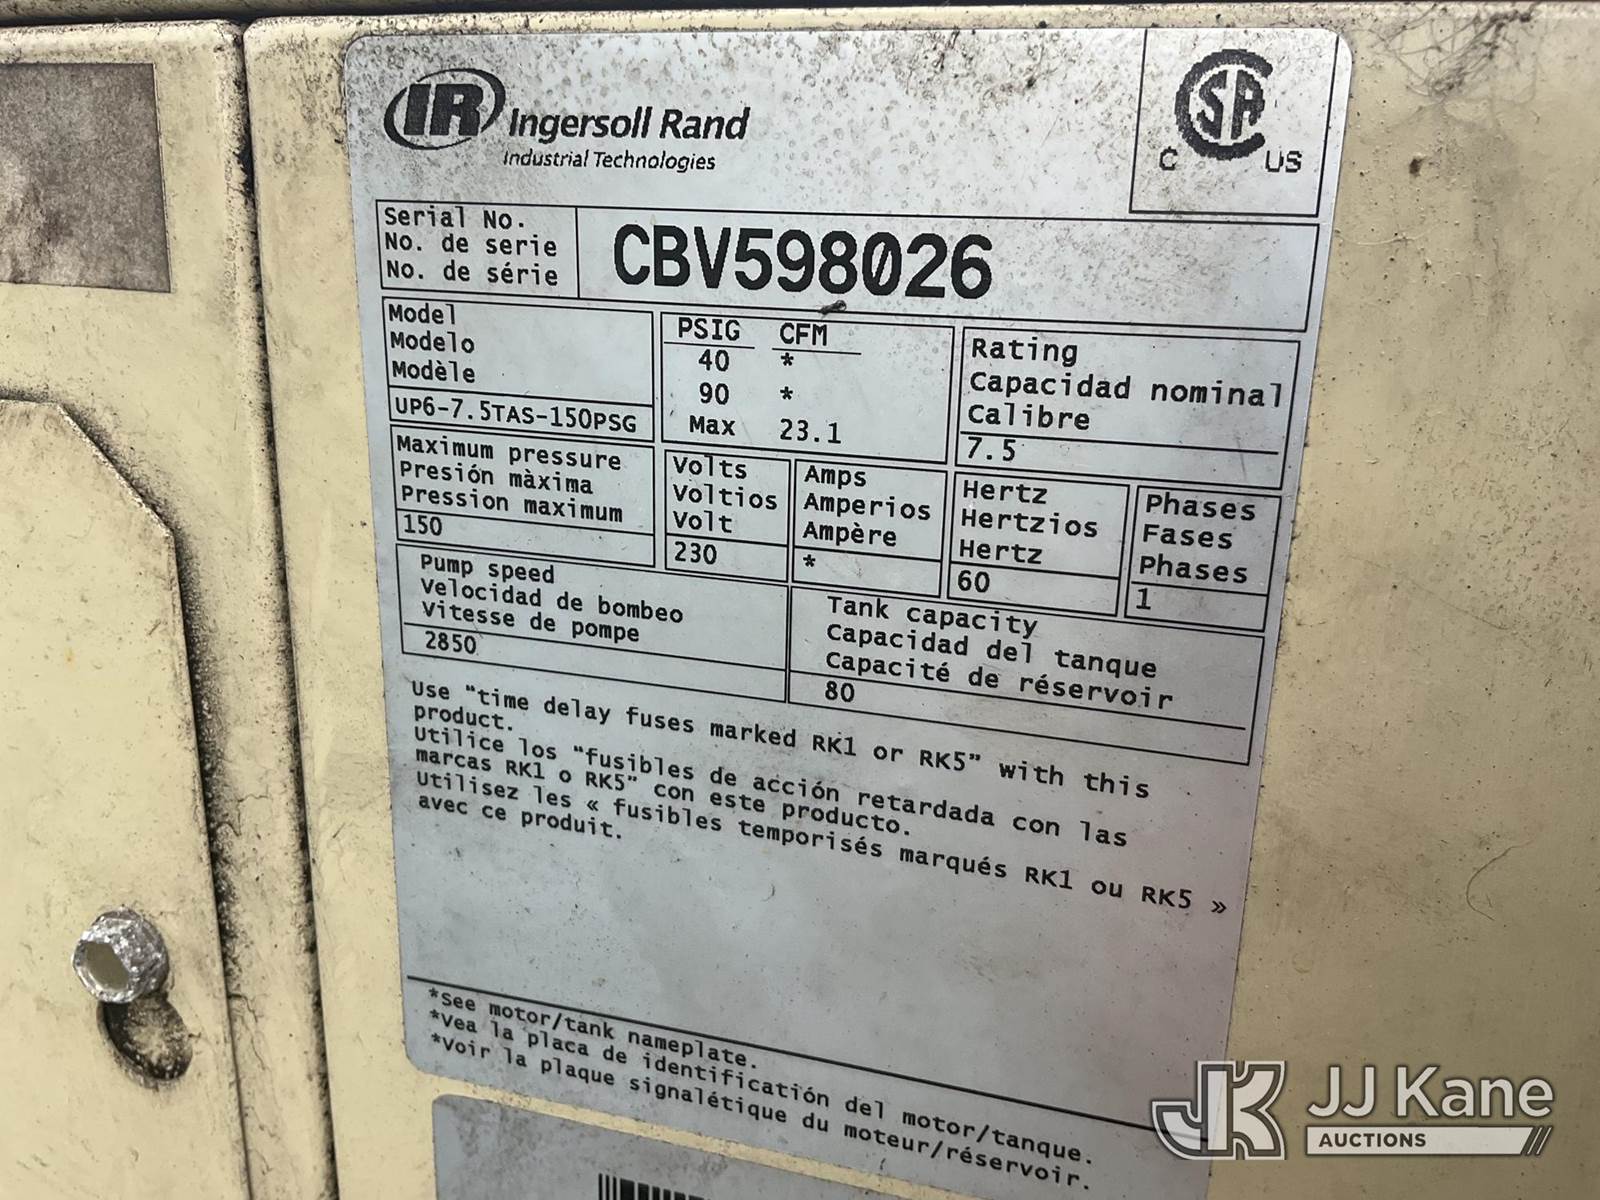 IR Ingersoll Rand
Industrial Technologies
CSA
C US
Serial No.
No. de serie
No. de série
CBV598026
Model
Modelo
Modèle
UP6-7.5TAS-150PSG
PSIG CFM
40 *
90 *
Max 23.1
Rating
Capacidad nominal
Calibre
7.5
Maximum pressure
Presión màxima
Pression maximum
150
Volts
Voltios
Volt
230
Amps
Amperios
Ampère
*
Hertz
Hertzios
Hertz
60
Phases
Fases
Phases
1
Pump speed
Velocidad de bombeo
Vitesse de pompe
2850
Tank capacity
Capacidad del tanque
Capacité de réservoir
80
Use "time delay fuses marked RK1 or RK5" with this
product.
Utilice los "fusibles de acción retardada con las
marcas RK1 o RK5" con este producto.
Utilisez les « fusibles temporisés marqués RK1 ou RK5 »
avec ce produit.
*See motor/tank nameplate.
*Vea la placa de identificatión del motor/tanque.
*Voir la plaque signalétique du moteur/réservoir.
JK JJ Kane
AUCTIONS